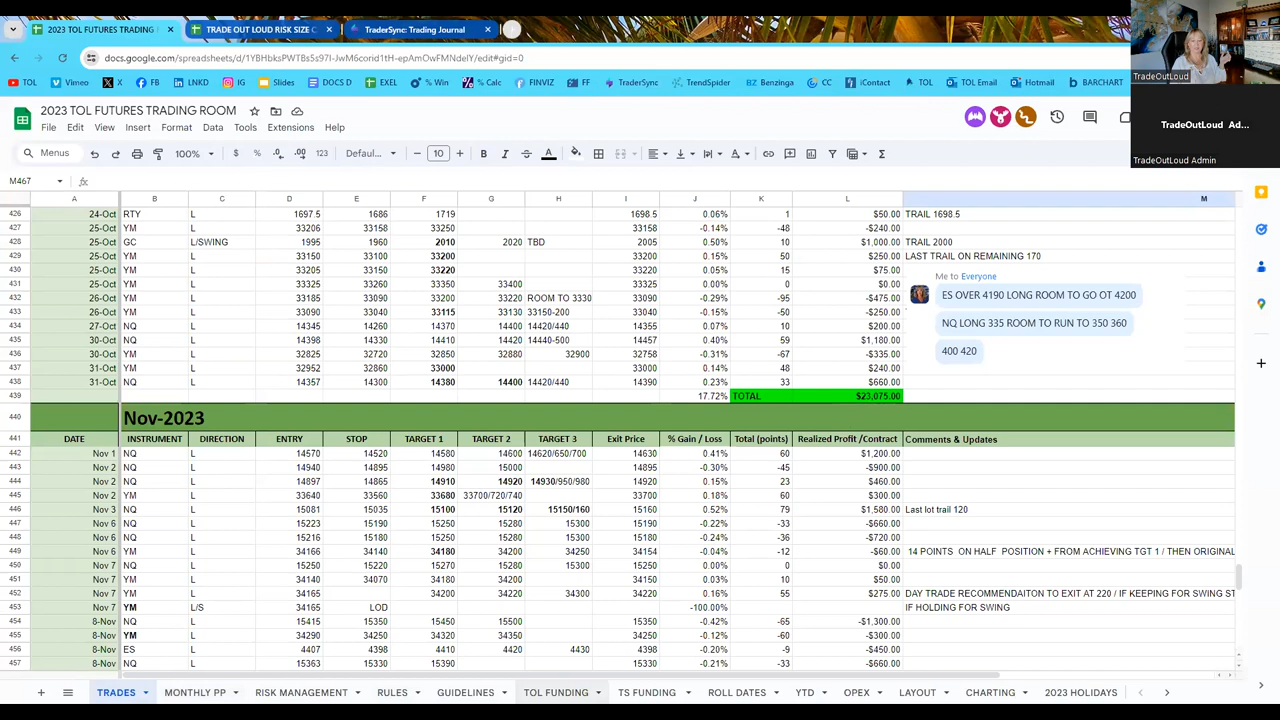 2023 TOL FUTURES TRADING TRADE OUT LOUD RISK SIZE C TraderSync: Trading Journal
docs.google.com/spreadsheets/d/1YBHbksPWTBs5s97I-JwM6corid1tH-epAmOwFMNdelY/edit#gid=0
TOL Vimeo X FB LNKD IG Slides DOCS D EXEL % Win % Calc FINVIZ FF TraderSync TrendSpider Benzinga CC iContact TOL TOL Email Hotmail BARCHART
TradeOutLoud
TradeOutLoud Ad...
TradeOutLoud Admin
2023 TOL FUTURES TRADING ROOM
File Edit View Insert Format Data Tools Extensions Help
Menus 100% $ % .0 .00 123 Defaul... 10 B I A
M467 fx
A B C D E F G H I J K L M
426 24-Oct RTY L 1697.5 1686 1719 1698.5 0.06% 1 $50.00 TRAIL 1698.5
427 25-Oct YM L 33206 33158 33250 33158 -0.14% -48 -$240.00
428 25-Oct GC L/SWING 1995 1960 2010 2020 TBD 2005 0.50% 10 $1,000.00 TRAIL 2000
429 25-Oct YM L 33150 33100 33200 33200 0.15% 50 $250.00 LAST TRAIL ON REMAINING 170
430 25-Oct YM L 33205 33150 33220 33220 0.05% 15 $75.00
431 25-Oct YM L 33325 33260 33350 33400 33325 0.00% 0 $0.00
432 26-Oct YM L 33185 33090 33200 33220 ROOM TO 3330 33090 -0.29% -95 -$475.00
433 26-Oct YM L 33090 33040 33115 33130 33150-200 33040 -0.15% -50 -$250.00
434 27-Oct NQ L 14345 14260 14370 14400 14420/440 14355 0.07% 10 $200.00
435 30-Oct NQ L 14398 14330 14410 14420 14440-500 14457 0.40% 59 $1,180.00
436 30-Oct YM L 32825 32720 32850 32880 32900 32758 -0.31% -67 -$335.00
437 31-Oct YM L 32952 32860 33000 33000 0.14% 48 $240.00
438 31-Oct NQ L 14357 14300 14380 14400 14420/440 14390 0.23% 33 $660.00
439 17.72% TOTAL $23,075.00
Me to Everyone
ES OVER 4190 LONG ROOM TO GO OT 4200
NQ LONG 335 ROOM TO RUN TO 350 360
400 420
440 Nov-2023
441 DATE INSTRUMENT DIRECTION ENTRY STOP TARGET 1 TARGET 2 TARGET 3 Exit Price % Gain / Loss Total (points) Realized Profit /Contract Comments & Updates
442 Nov 1 NQ L 14570 14520 14580 14600 14620/650/700 14630 0.41% 60 $1,200.00
443 Nov 2 NQ L 14940 14895 14980 15000 14895 -0.30% -45 -$900.00
444 Nov 2 NQ L 14897 14865 14910 14920 14930/950/980 14920 0.15% 23 $460.00
445 Nov 2 YM L 33640 33560 33680 33700/720/740 33700 0.18% 60 $300.00
446 Nov 3 NQ L 15081 15035 15100 15120 15150/160 15160 0.52% 79 $1,580.00 Last lot trail 120
447 Nov 6 NQ L 15223 15190 15250 15280 15300 15190 -0.22% -33 -$660.00
448 Nov 6 NQ L 15216 15180 15250 15280 15300 15180 -0.24% -36 -$720.00
449 Nov 6 YM L 34166 34140 34180 34200 34250 34154 -0.04% -12 -$60.00 14 POINTS ON HALF POSITION + FROM ACHIEVING TGT 1 / THEN ORIGINAL
450 Nov 7 NQ L 15250 15220 15270 15280 15300 15250 0.00% 0 $0.00
451 Nov 7 YM L 34140 34070 34180 34200 34150 0.03% 10 $50.00
452 Nov 7 YM L 34165 34200 34220 34300 34220 0.16% 55 $275.00 DAY TRADE RECOMMENDAITON TO EXIT AT 220 / IF KEEPING FOR SWING ST
453 Nov 7 YM L/S 34165 LOD -100.00% IF HOLDING FOR SWING
454 8-Nov NQ L 15415 15350 15450 15500 15350 -0.42% -65 -$1,300.00
455 8-Nov YM L 34290 34250 34320 34350 34250 -0.12% -60 -$300.00
456 8-Nov ES L 4407 4398 4410 4420 4430 4398 -0.20% -9 -$450.00
457 8-Nov NQ L 15363 15330 15390 15330 -0.21% -33 -$660.00
TRADES MONTHLY PP RISK MANAGEMENT RULES GUIDELINES TOL FUNDING TS FUNDING ROLL DATES YTD OPEX LAYOUT CHARTING 2023 HOLIDAYS